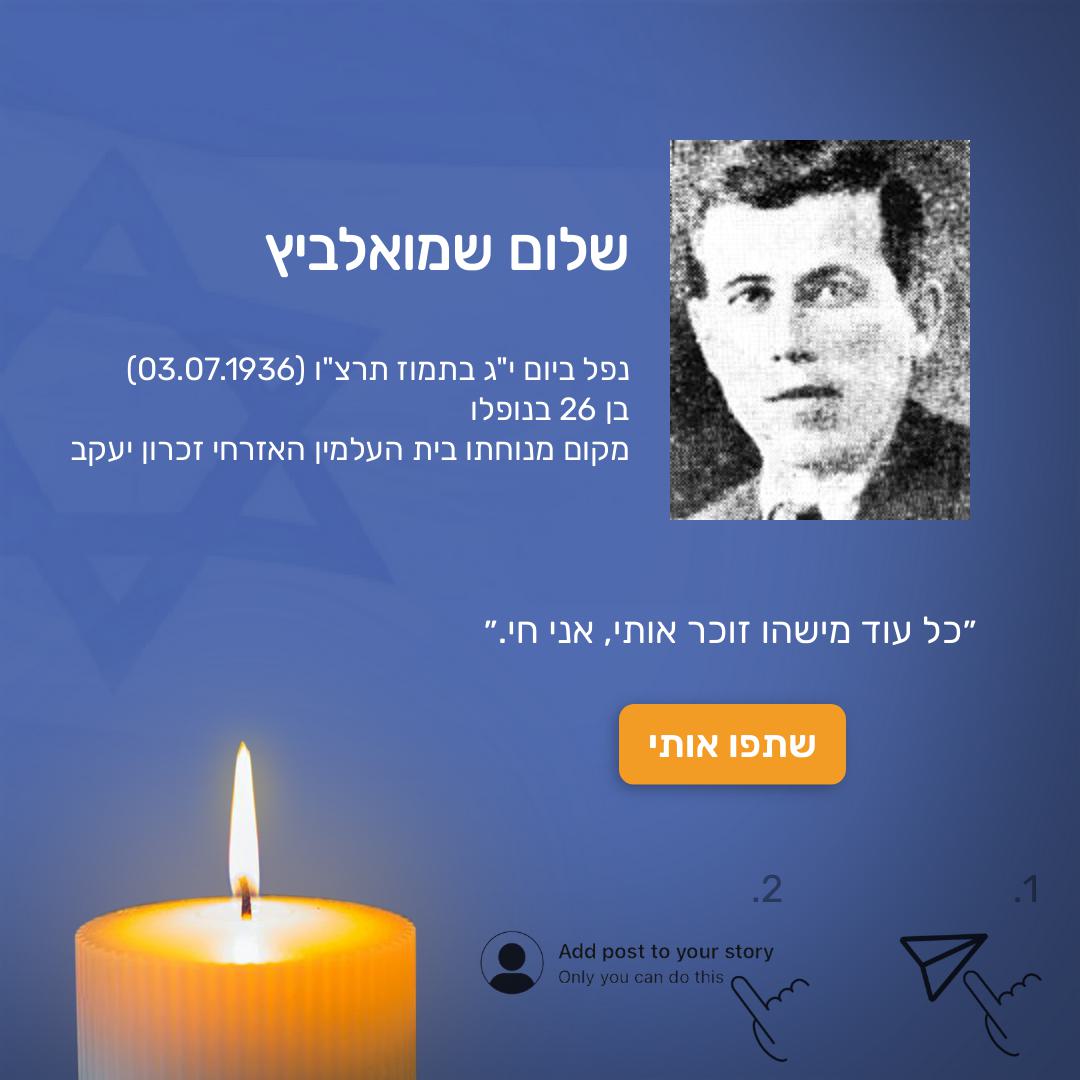 שלום שמואלביץ
נפל ביום י"ג בתמוז תרצ"ו (03.07.1936)
בן 26 בנופלו
מקום מנוחתו בית העלמין האזרחי זכרון יעקב
״כל עוד מישהו זוכר אותי, אני חי.״
שתפו אותי
.1
.2
Add post to your story
Only you can do this